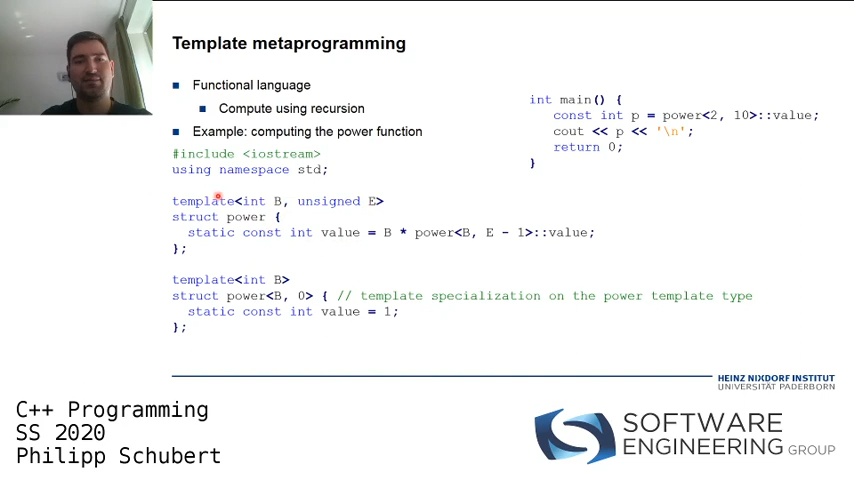 Template metaprogramming
Functional language
Compute using recursion
Example: computing the power function
#include <iostream>
using namespace std;
template<int B, unsigned E>
struct power {
static const int value = B * power<B, E - 1>::value;
};
template<int B>
struct power<B, 0> { // template specialization on the power template type
static const int value = 1;
};
int main() {
const int p = power<2, 10>::value;
cout << p << '\n';
return 0;
}
HEINZ NIXDORF INSTITUT
UNIVERSITÄT PADERBORN
C++ Programming
SS 2020
Philipp Schubert
SOFTWARE
ENGINEERING GROUP